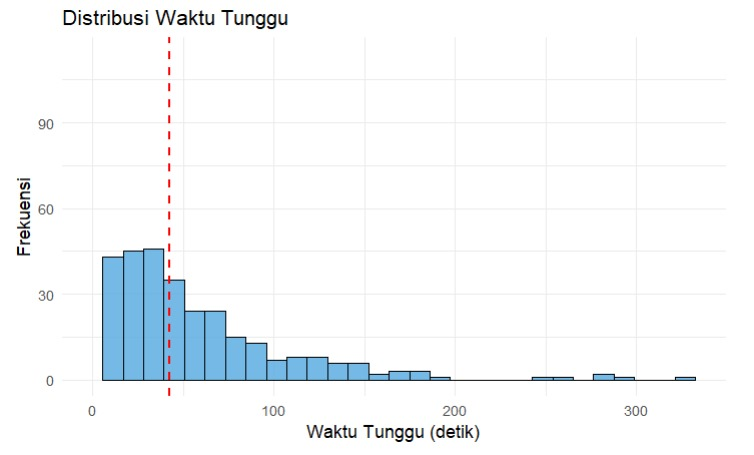 Distribusi Waktu Tunggu
Frekuensi
90
60
30
0
0 100 200 300
Waktu Tunggu (detik)